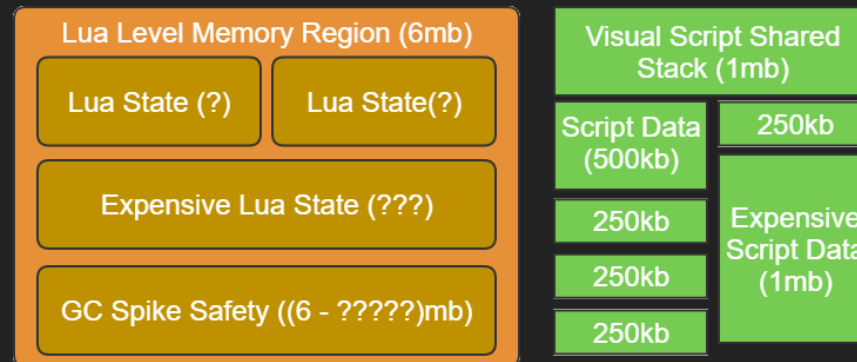 Lua Level Memory Region (6mb)
Lua State (?)
Lua State(?)
Expensive Lua State (???)
GC Spike Safety ((6 - ?????)mb)
Visual Script Shared
Stack (1mb)
Script Data
(500kb)
250kb
250kb
250kb
250kb
Expensive
Script Data
(1mb)